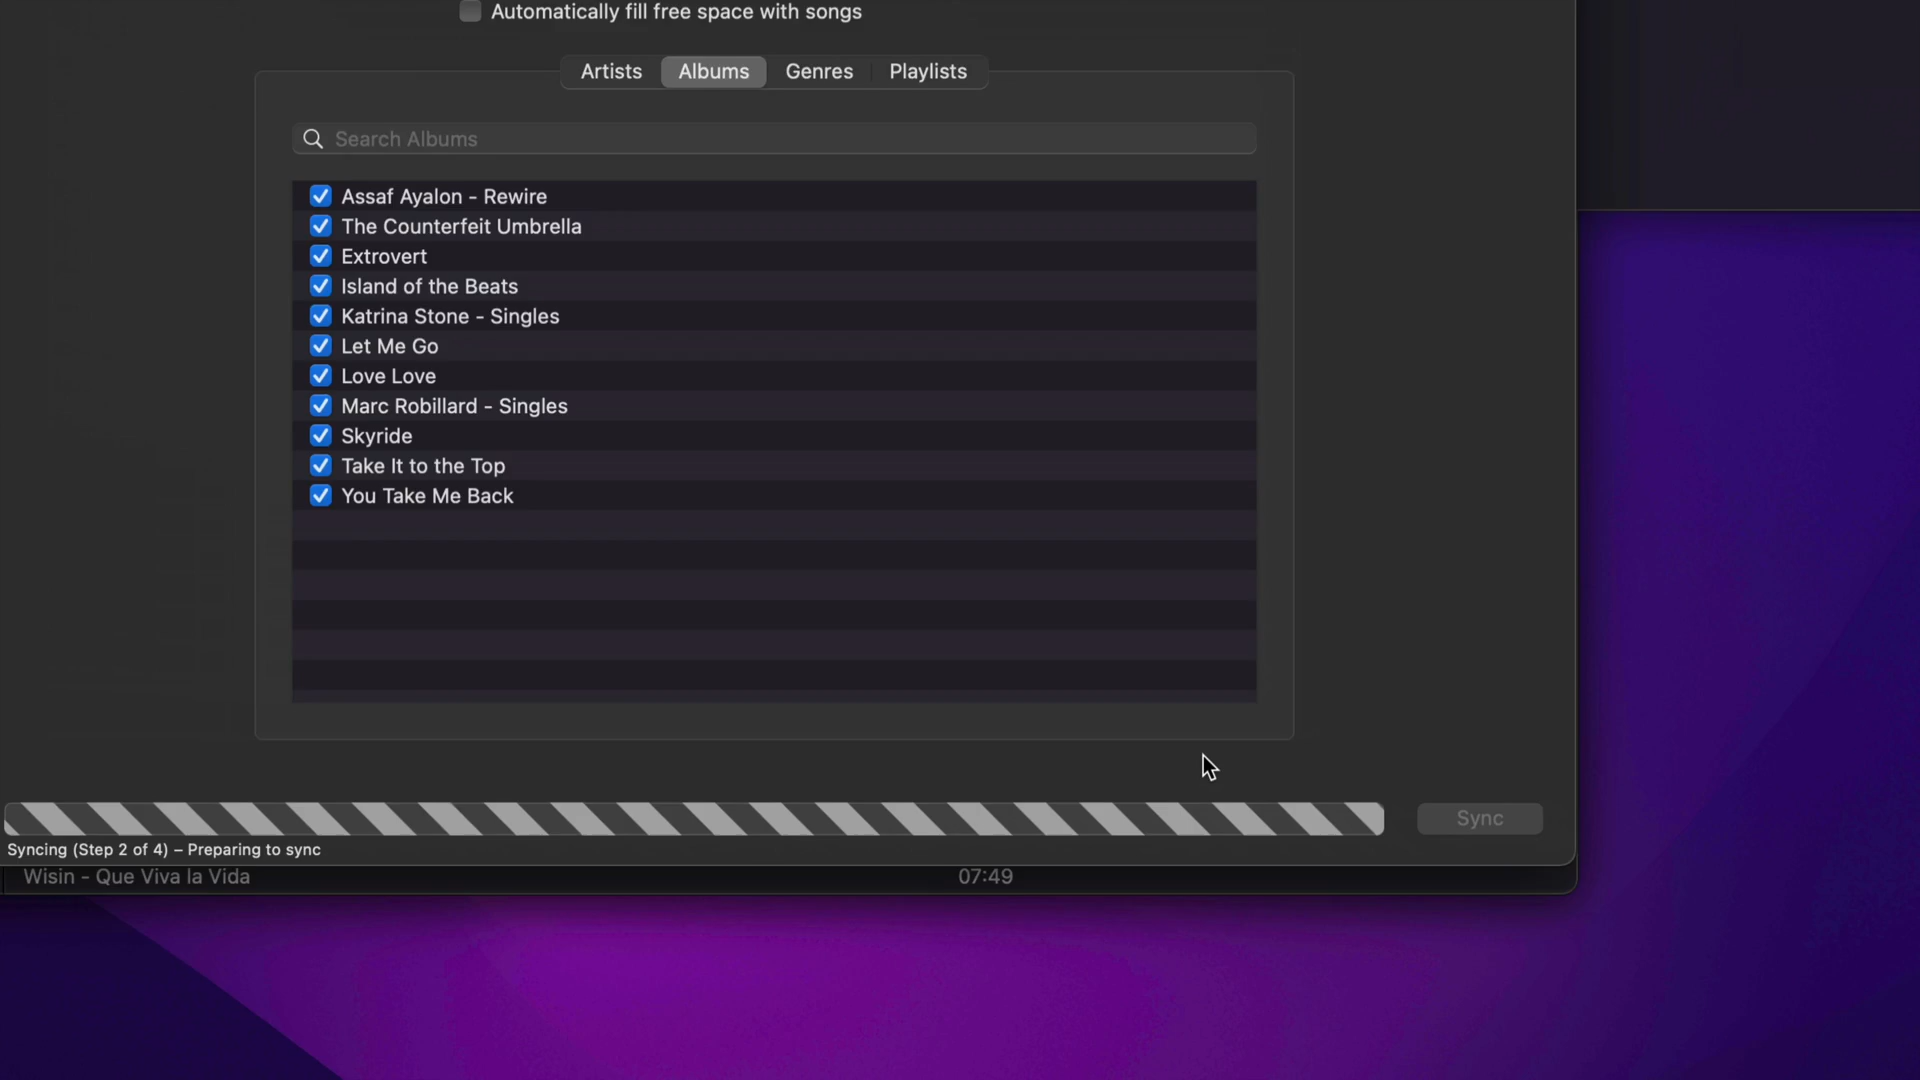 Automatically fill free space with songs
Artists Albums Genres Playlists
Search Albums
Assaf Ayalon - Rewire
The Counterfeit Umbrella
Extrovert
Island of the Beats
Katrina Stone - Singles
Let Me Go
Love Love
Marc Robillard - Singles
Skyride
Take It to the Top
You Take Me Back
Sync
Syncing (Step 2 of 4) – Preparing to sync
Wisin - Que Viva la Vida 07:49